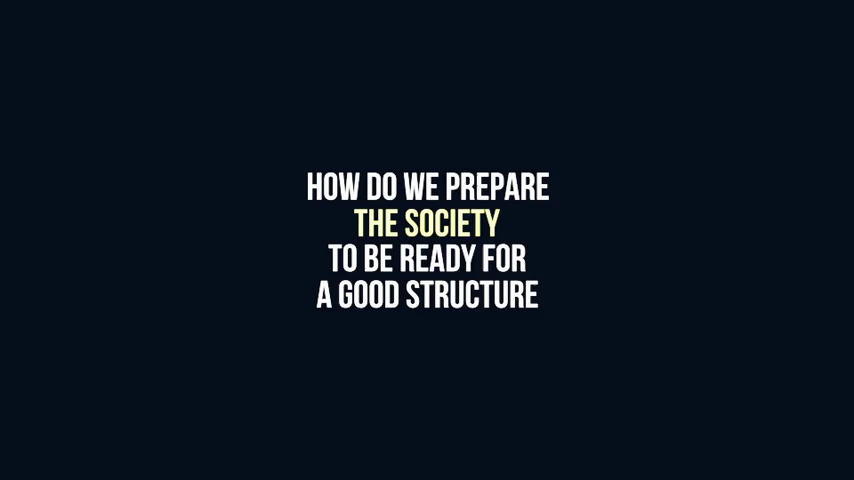 HOW DO WE PREPARE
THE SOCIETY
TO BE READY FOR
A GOOD STRUCTURE